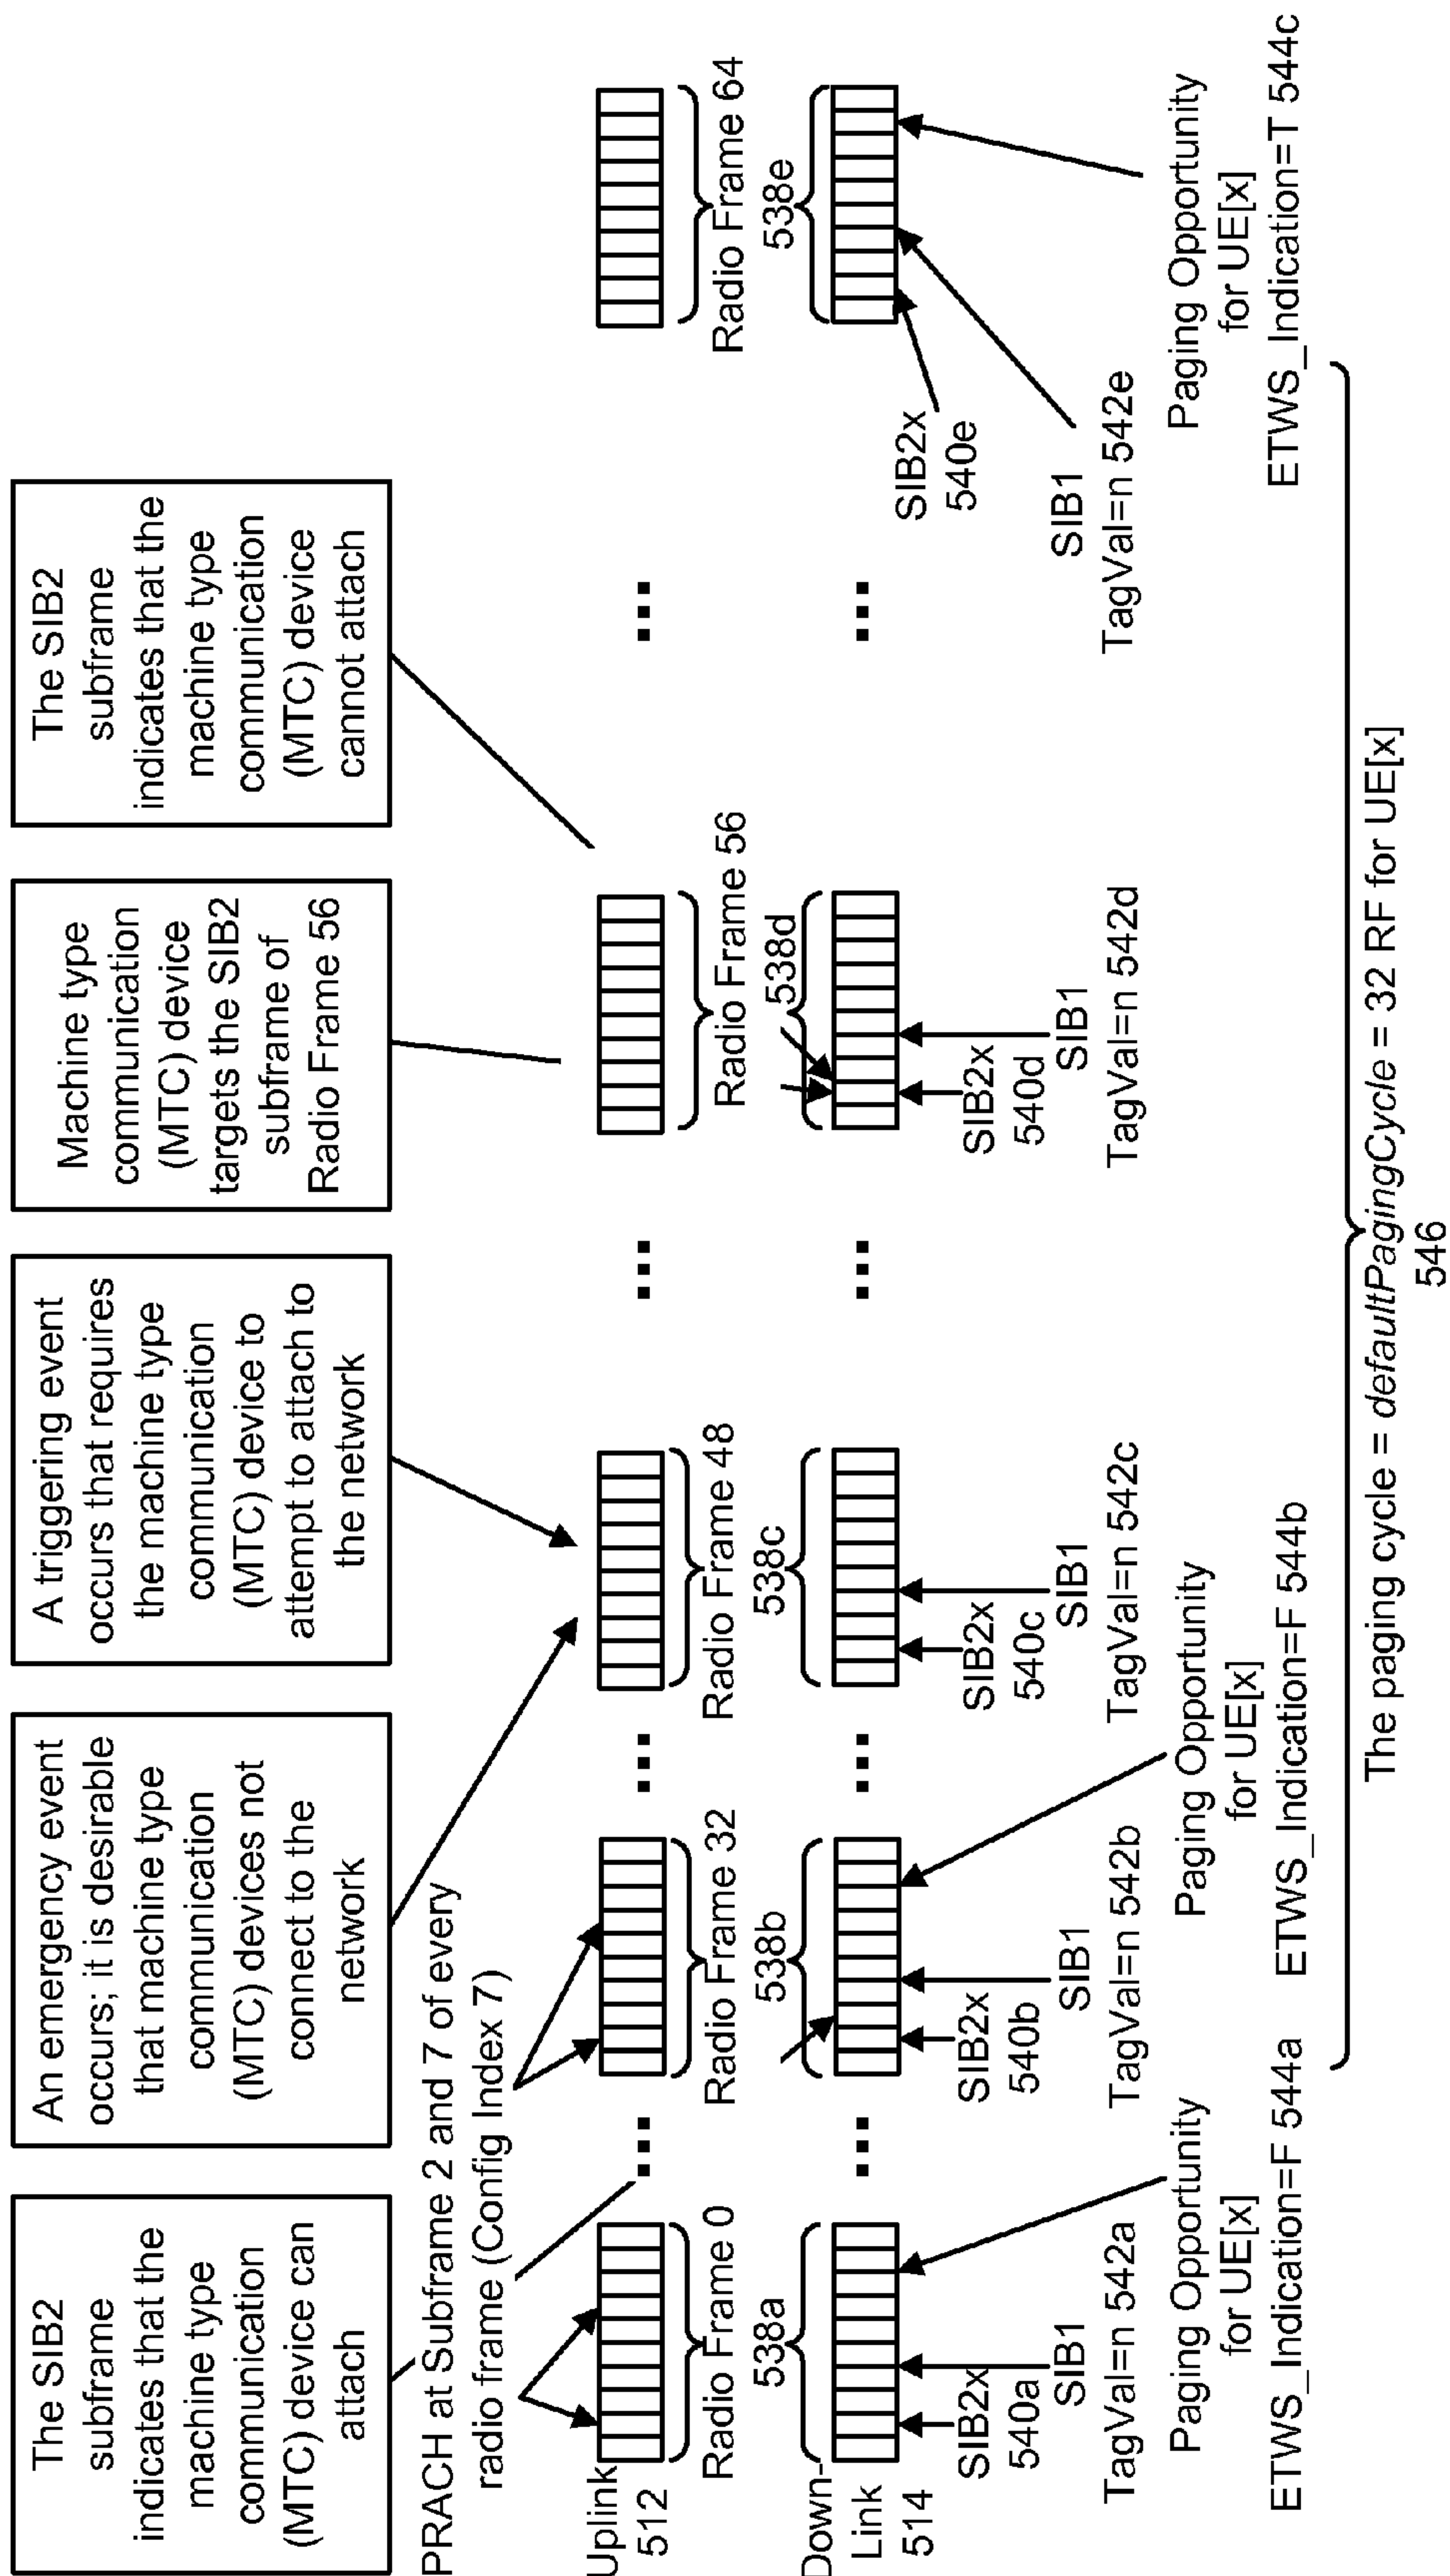 The SIB2
subframe
indicates that the
machine type
communication
(MTC) device can
attach
An emergency event
occurs; it is desirable
that machine type
communication
(MTC) devices not
connect to the
network
A triggering event
occurs that requires
the machine type
communication
(MTC) device to
attempt to attach to
the network
Machine type
communication
(MTC) device
targets the SIB2
subframe of
Radio Frame 56
The SIB2
subframe
indicates that the
machine type
communication
(MTC) device
cannot attach
PRACH at Subframe 2 and 7 of every
radio frame (Config Index 7)
Uplink
512
Radio Frame 0
538a
Radio Frame 32
538b
Radio Frame 48
538c
Radio Frame 56
538d
Radio Frame 64
538e
Down-
Link
514
SIB2x
540a
SIB1
TagVal=n 542a
SIB2x
540b
SIB1
TagVal=n 542b
SIB2x
540c
SIB1
TagVal=n 542c
SIB2x
540d
SIB1
TagVal=n 542d
SIB2x
540e
SIB1
TagVal=n 542e
Paging Opportunity
for UE[x]
ETWS_Indication=F 544a
Paging Opportunity
for UE[x]
ETWS_Indication=F 544b
Paging Opportunity
for UE[x]
ETWS_Indication=T 544c
The paging cycle = defaultPagingCycle = 32 RF for UE[x]
546